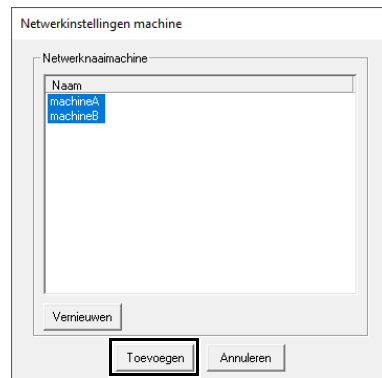 Netwerkinstellingen machine
Netwerknaaimachine
Naam
machineA
machineB
Vernieuwen
Toevoegen Annuleren